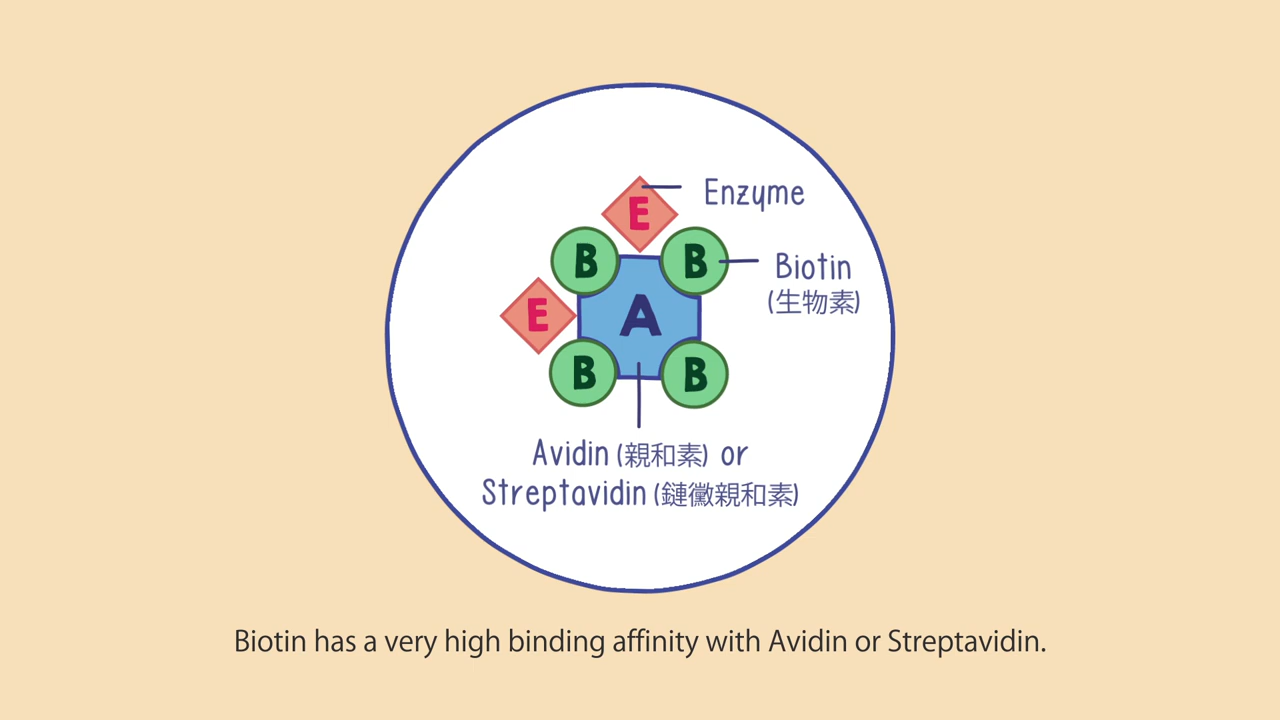 E
Enzyme
B
B
Biotin
(生物素)
E
A
B
B
Avidin (親和素) or
Streptavidin (鏈黴親和素)
Biotin has a very high binding affinity with Avidin or Streptavidin.